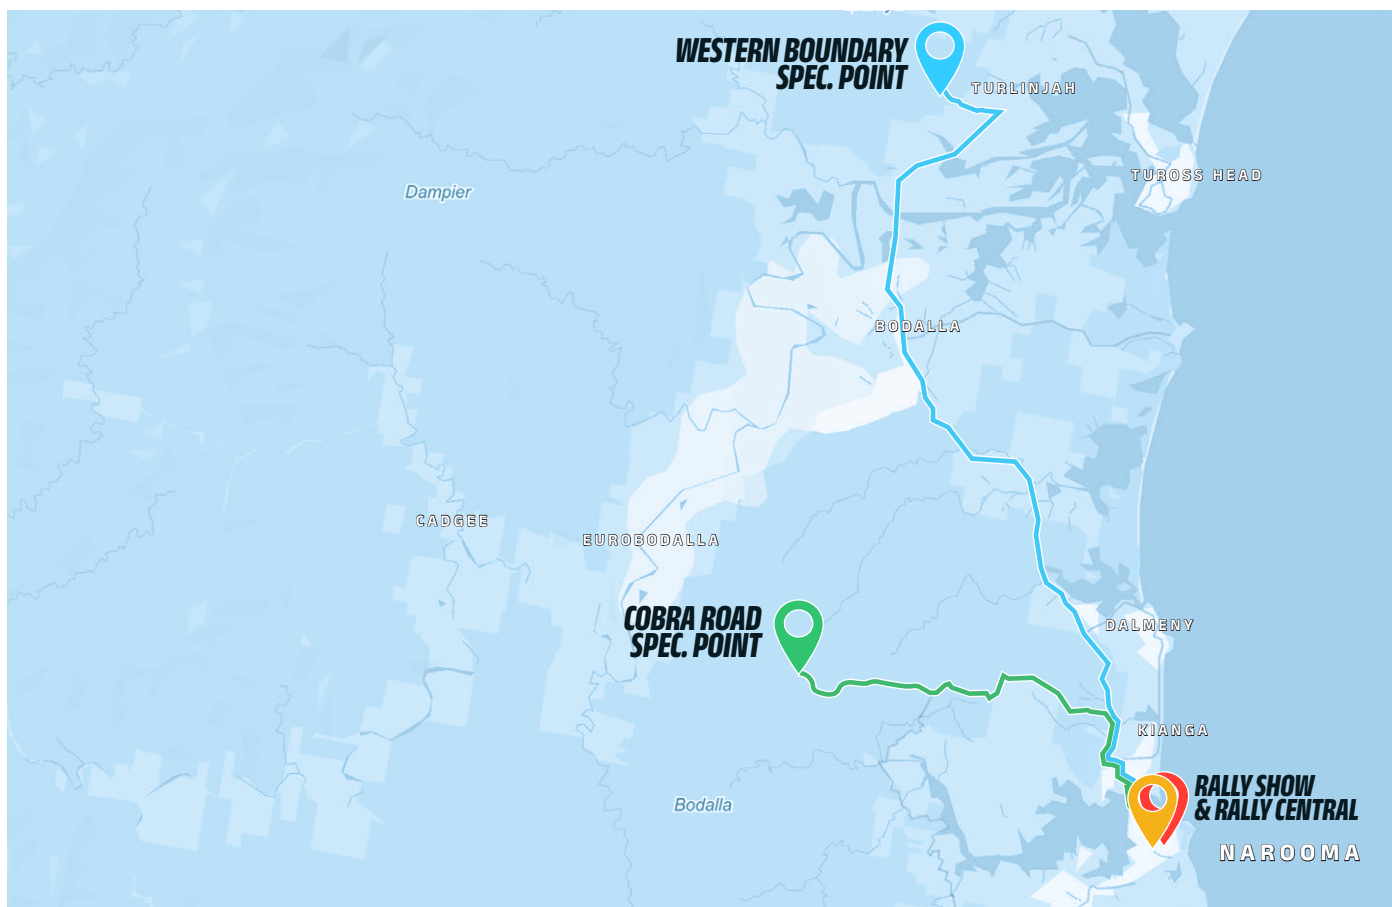 WESTERN BOUNDARY
SPEC. POINT
TURLINJAH
TUROSS HEAD
Dampier
BODALLA
CADGEE
EUROBODALLA
COBRA ROAD
SPEC. POINT
DALMENY
KIANGA
RALLY SHOW
& RALLY CENTRAL
Bodalla
NAROOMA